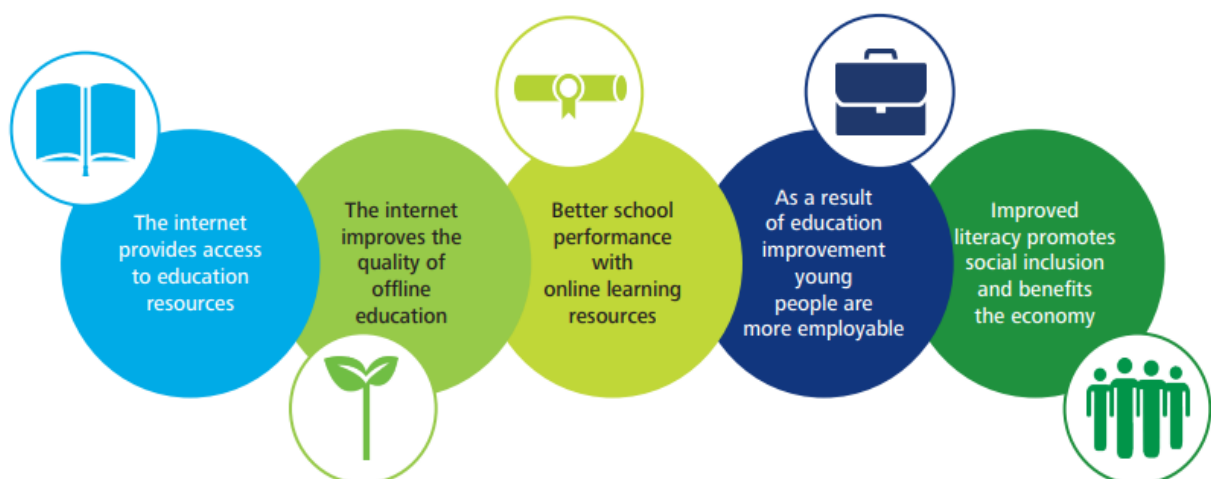 The internet
provides access
to education
resources
The internet
improves the
quality of
offline
education
Better school
performance
with
online learning
resources
As a result
of education
improvement
young
people are
more employable
Improved
literacy promotes
social inclusion
and benefits
the economy